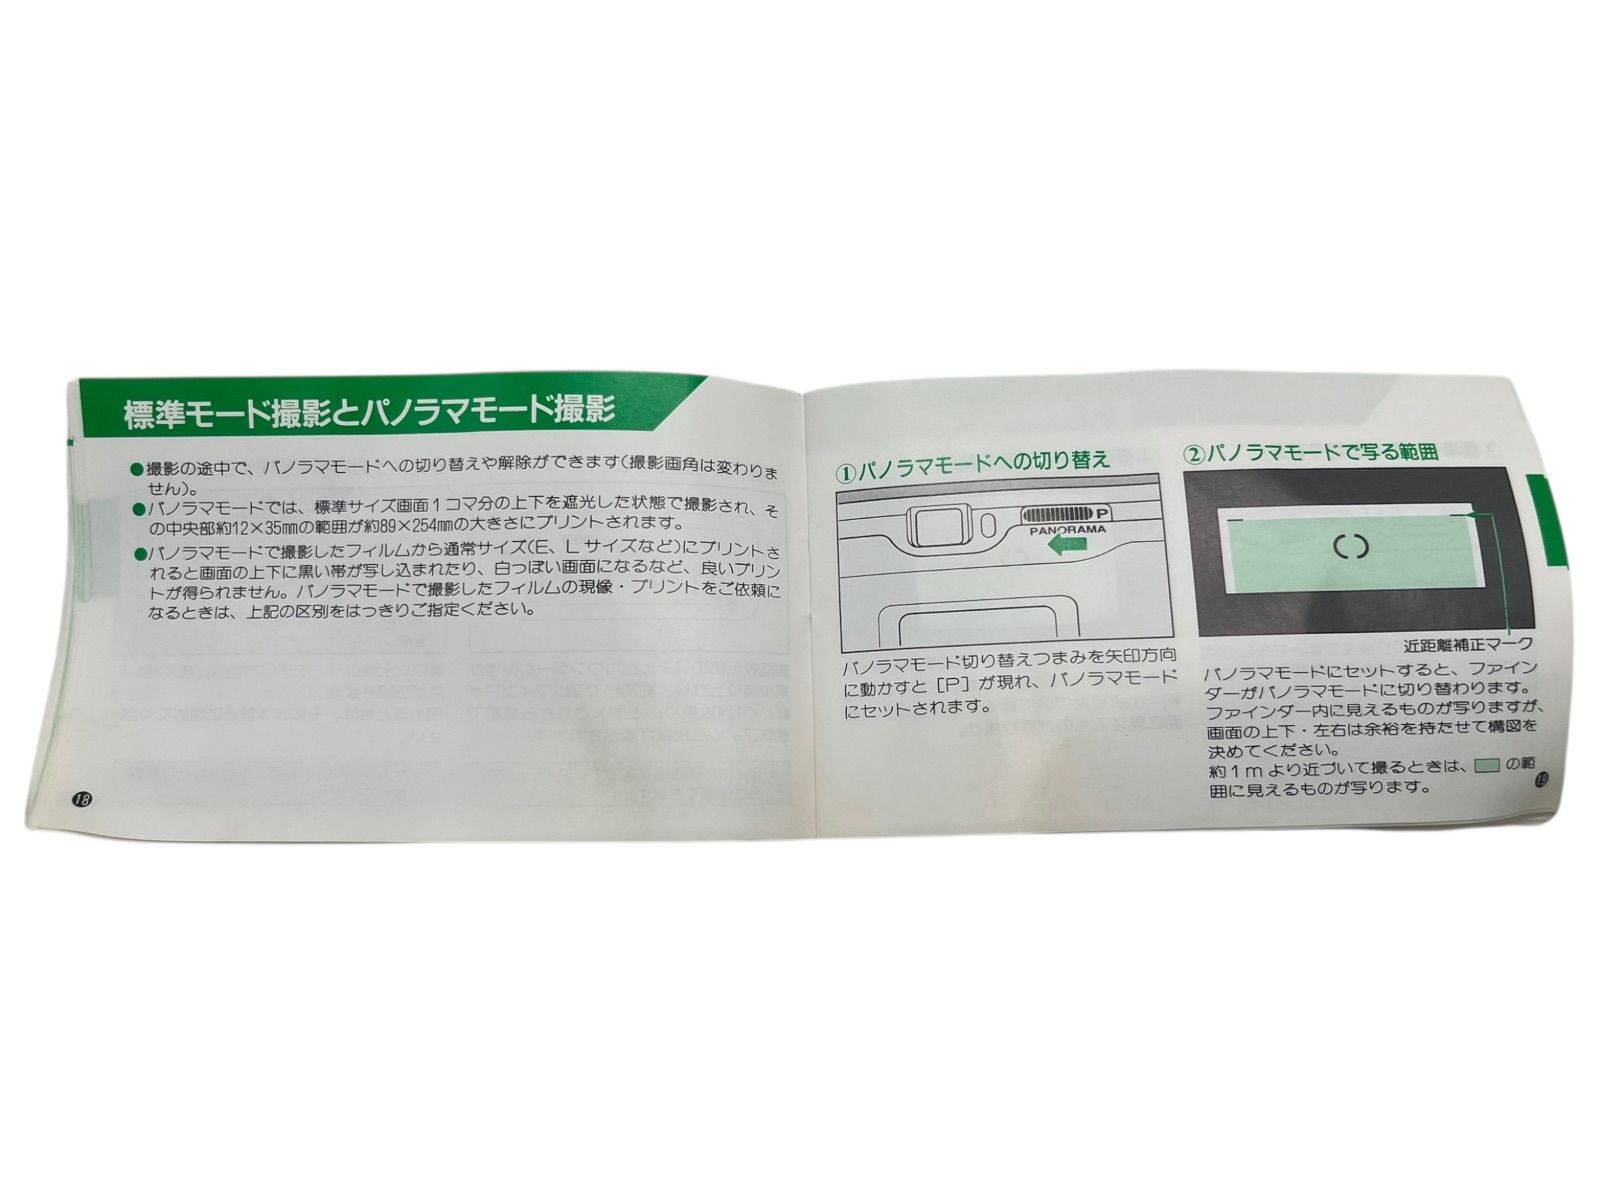 標準モード撮影とパノラマモード撮影
●撮影の途中で、パノラマモードへの切り替えや解除ができます(撮影画角は変わりま
せん)。
●パノラマモードでは、標準サイズ画面1コマ分の上下を遮光した状態で撮影され、そ
の中央部約12×35㎜の範囲が約89×254㎜の大きさにプリントされます。
●パノラマモードで撮影したフィルムから通常サイズ(E、Lサイズなど)にプリントさ
れると画面の上下に黒い帯が写し込まれたり、白っぽい画面になるなど、良いプリン
トが得られません。パノラマモードで撮影したフィルムの現像・プリントをご依頼に
なるときは、上記の区別をはっきりご指定ください。
18
①パノラマモードへの切り替え
P
PANORAMA
パノラマモード切り替えつまみを矢印方向
に動かすと[P]が現れ、パノラマモード
にセットされます。
②パノラマモードで写る範囲
近距離補正マーク
パノラマモードにセットすると、ファイン
ダーがパノラマモードに切り替わります。
ファインダー内に見えるものが写りますが、
画面の上下・左右は余裕を持たせて構図を
決めてください。
約1mより近づいて撮るときは、の範
囲に見えるものが写ります。
19